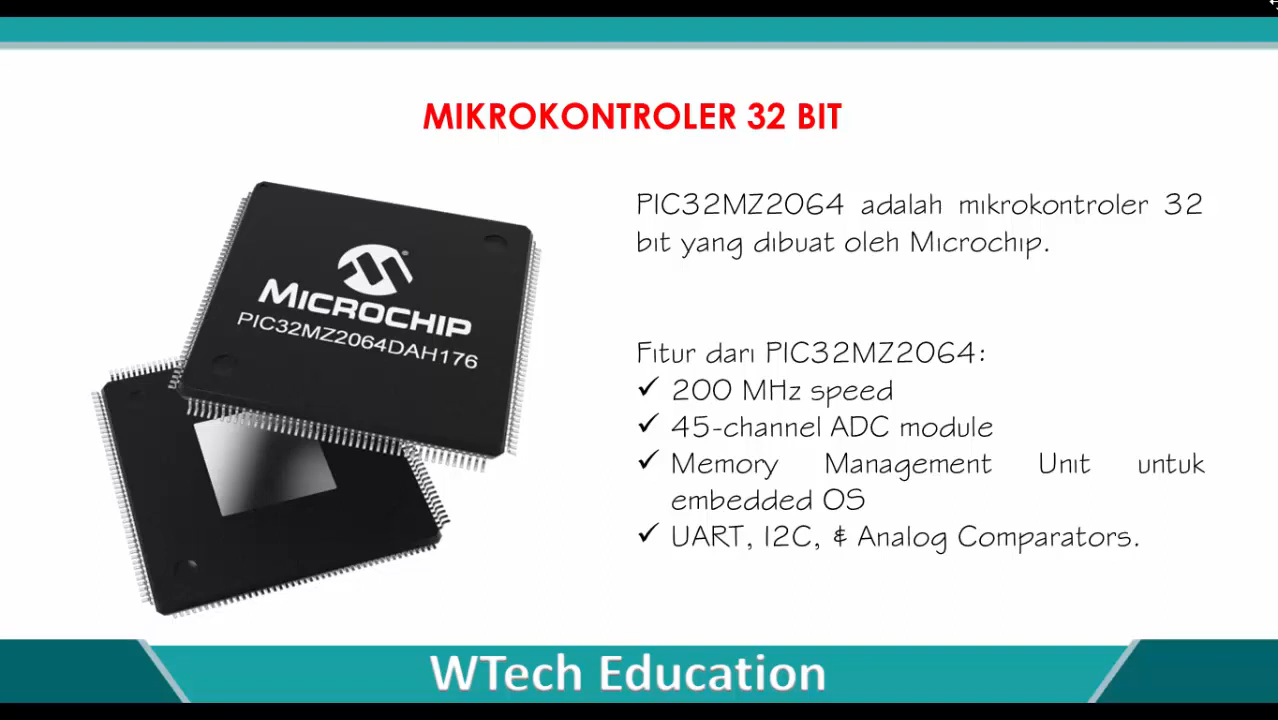 MIKROKONTROLER 32 BIT
MICROCHIP
PIC32MZ2064DAH176
PIC32MZ2064 adalah mikrokontroler 32
bit yang dibuat oleh Microchip.
Fitur dari PIC32MZ2064:
✓ 200 MHz speed
✓ 45-channel ADC module
✓ Memory Management Unit untuk
embedded OS
✓ UART, I2C, & Analog Comparators.
WTech Education